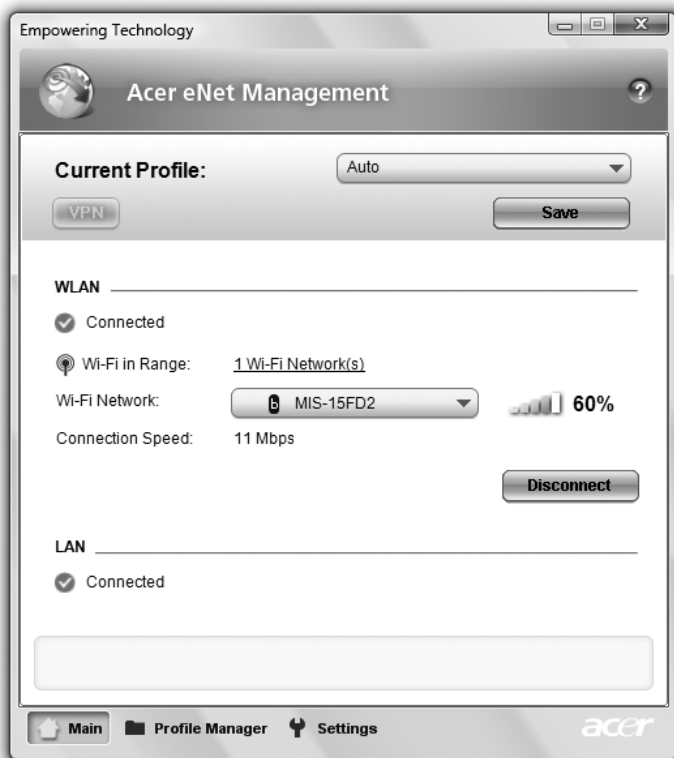 Empowering Technology
Acer eNet Management
?
Current Profile:
Auto
VPN
Save
WLAN
Connected
Wi-Fi in Range: 1 Wi-Fi Network(s)
Wi-Fi Network: b MIS-15FD2 60%
Connection Speed: 11 Mbps
Disconnect
LAN
Connected
Main Profile Manager Settings acer